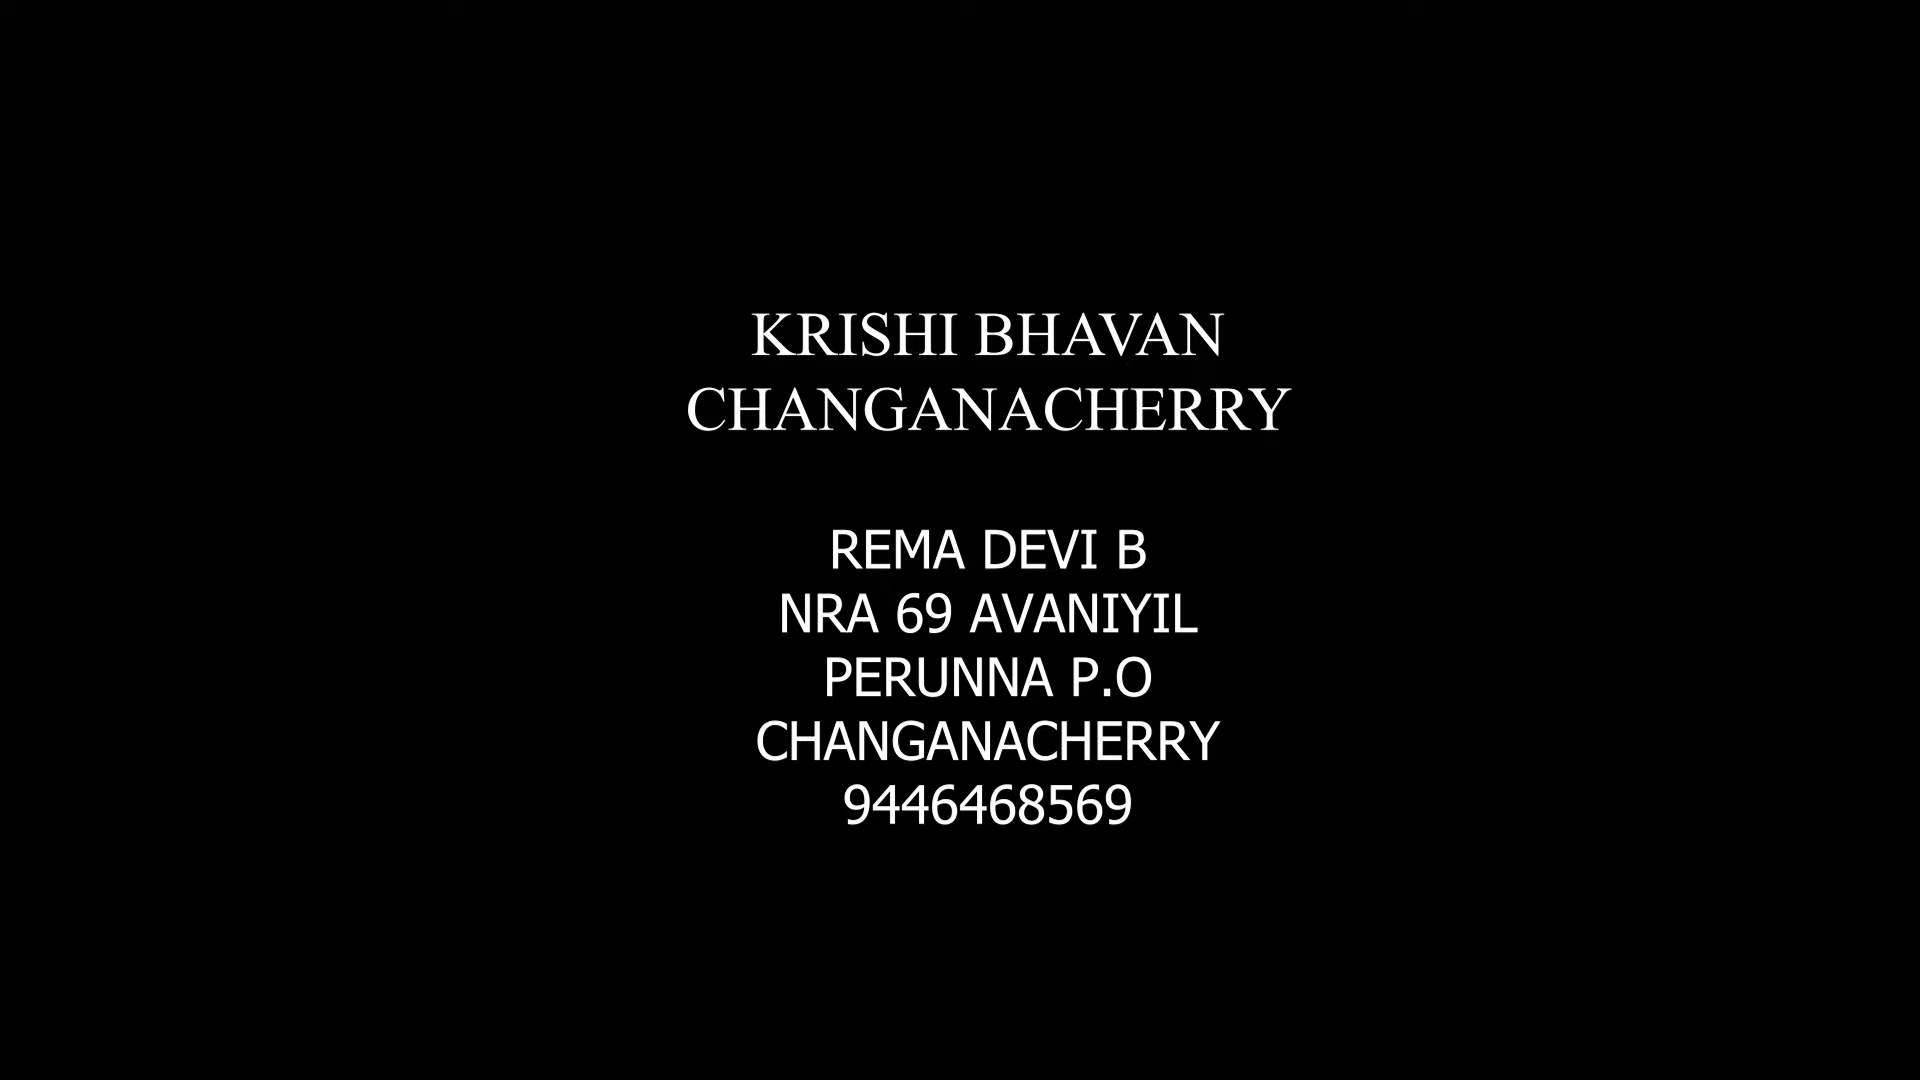 KRISHI BHAVAN
CHANGANACHERRY
REMA DEVI B
NRA 69 AVANIYIL
PERUNNA P.O
CHANGANACHERRY
9446468569